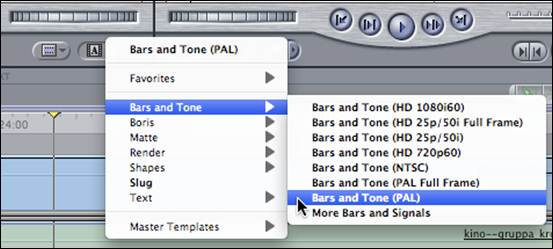 Bars and Tone (PAL)
Favorites
Bars and Tone
Boris
Matte
Render
Shapes
Slug
Text
Master Templates
Bars and Tone (HD 1080i60)
Bars and Tone (HD 25p/50i Full Frame)
Bars and Tone (HD 25p/50i)
Bars and Tone (HD 720p60)
Bars and Tone (NTSC)
Bars and Tone (PAL Full Frame)
Bars and Tone (PAL)
More Bars and Signals
A
24:00
kino--gruppa_kr